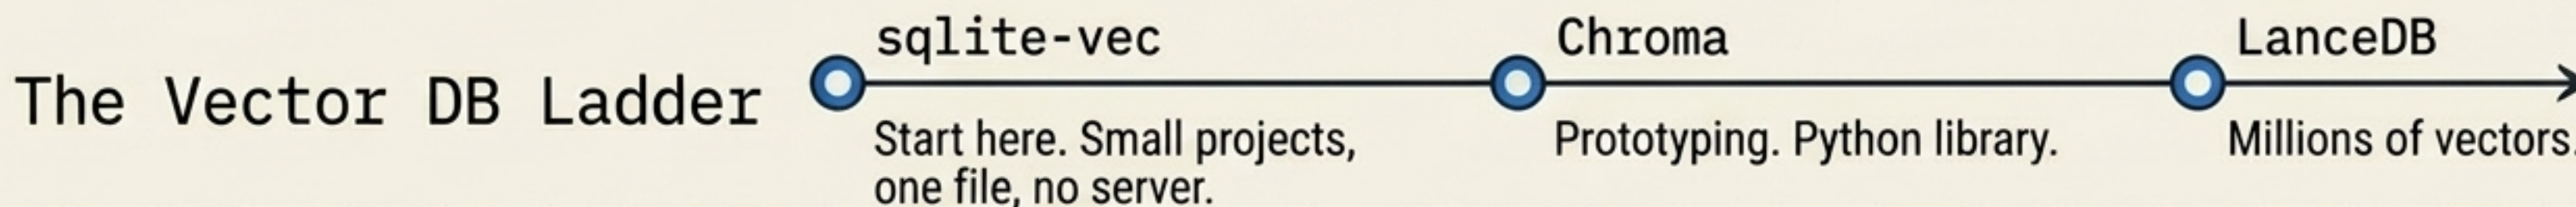 The Vector DB Ladder
sqlite-vec
Start here. Small projects,
one file, no server.
Chroma
Prototyping. Python library.
LanceDB
Millions of vectors.